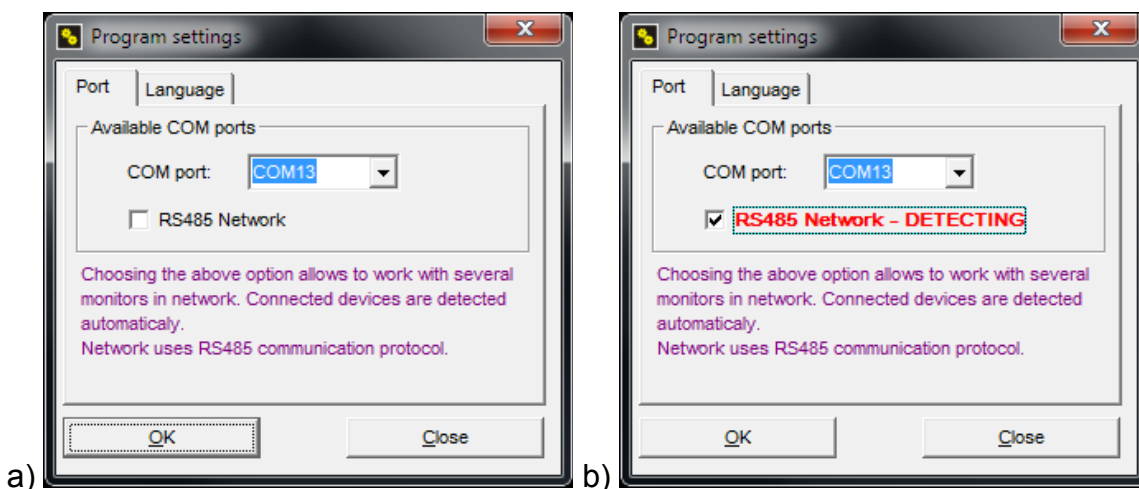 Program settings
Port
Language
Available COM ports
COM port:
COM13
RS485 Network
Choosing the above option allows to work with several
monitors in network. Connected devices are detected
automaticaly.
Network uses RS485 communication protocol.
OK
Close
a)
Program settings
Port
Language
Available COM ports
COM port:
COM13
RS485 Network – DETECTING
Choosing the above option allows to work with several
monitors in network. Connected devices are detected
automaticaly.
Network uses RS485 communication protocol.
OK
Close
b)